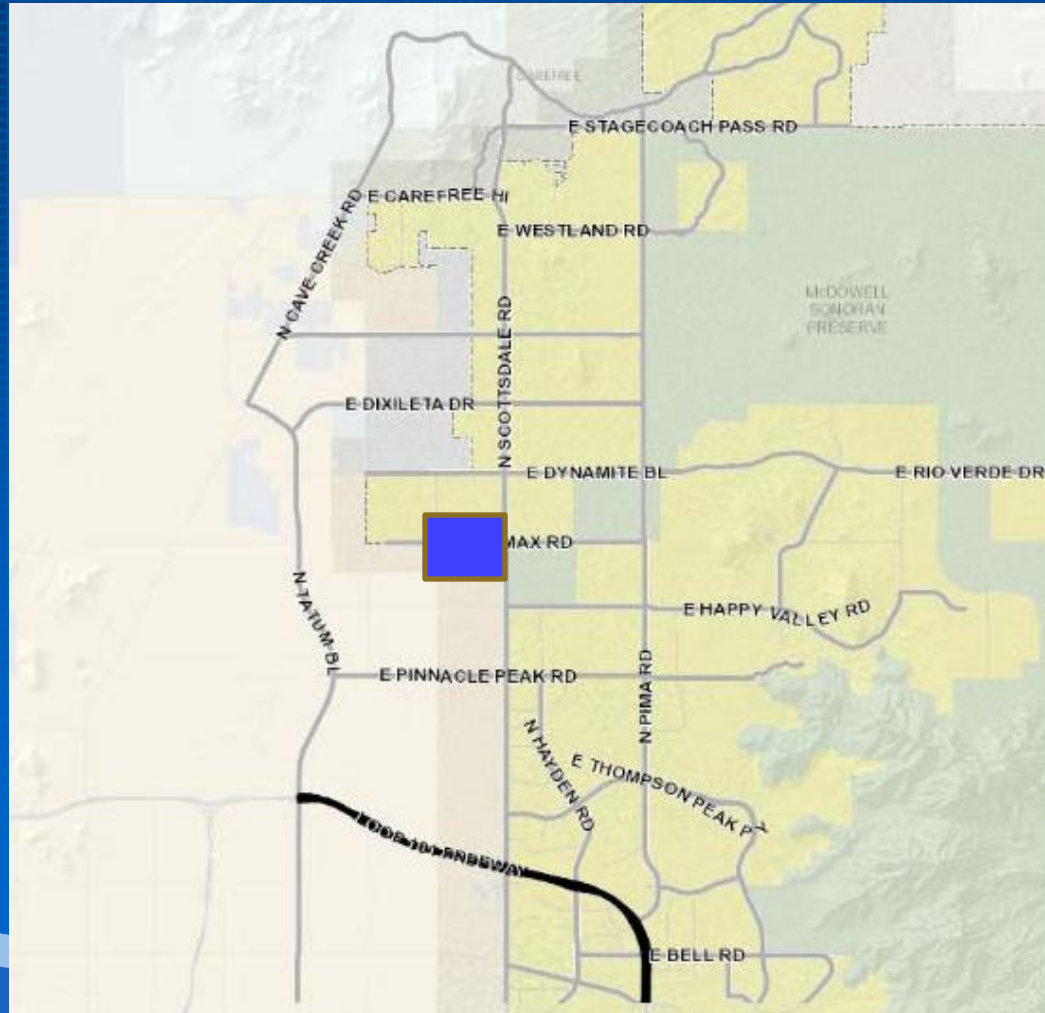 CAREFREE
E STAGECOACH PASS RD
E CAREFREE H
E WESTLAND RD
N CAVE CREEK RD
McDOWELL
SONORAN
PRESERVE
N SCOTTSDALE RD
E DIXILETA DR
E DYNAMITE BL
E RIO VERDE DR
MAX RD
N TATUM BL
E HAPPY VALLEY RD
E PINNACLE PEAK RD
N PIMA RD
N HAYDEN RD
E THOMPSON PEAK P
LOOP 101 FREEWAY
E BELL RD